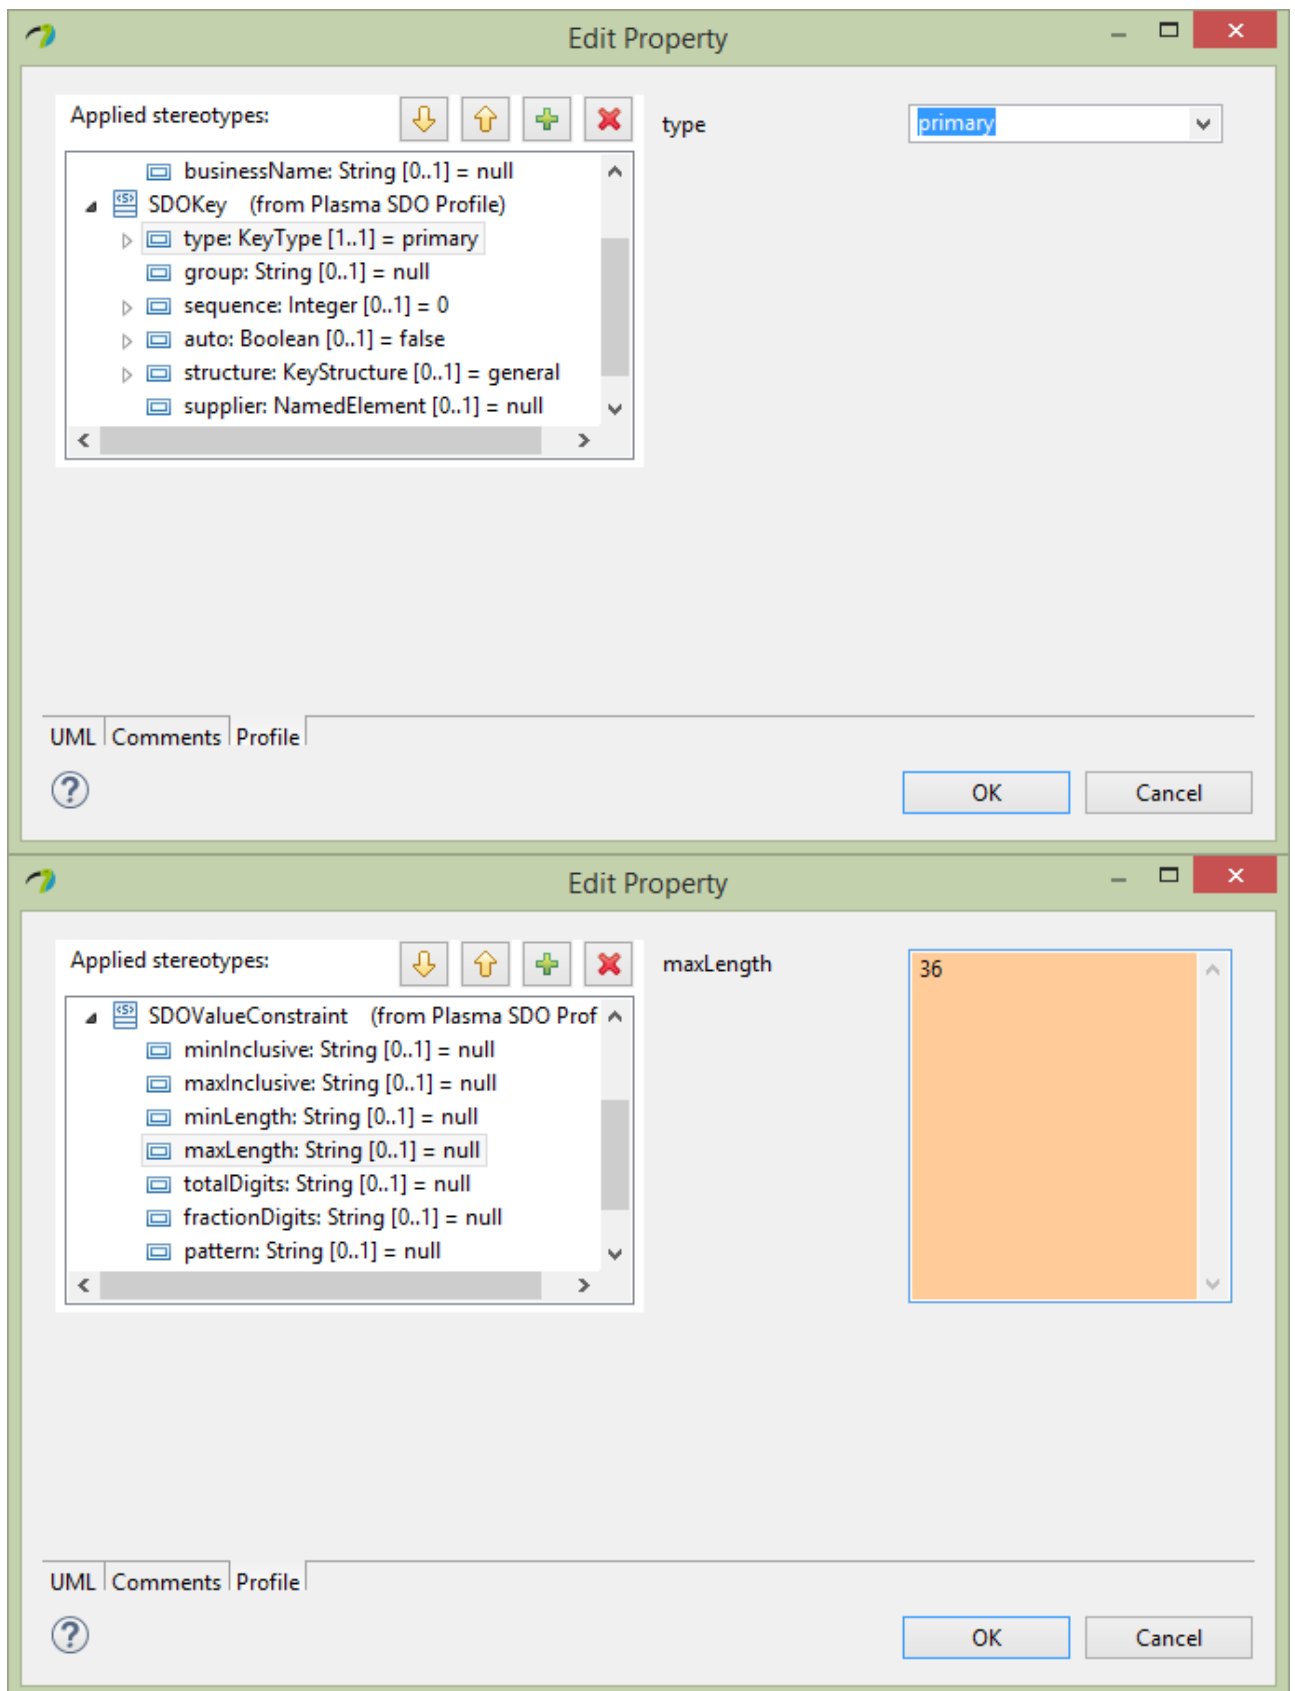 Edit Property
Applied stereotypes:
type
primary
businessName: String [0..1] = null
SDOKey (from Plasma SDO Profile)
type: KeyType [1..1] = primary
group: String [0..1] = null
sequence: Integer [0..1] = 0
auto: Boolean [0..1] = false
structure: KeyStructure [0..1] = general
supplier: NamedElement [0..1] = null
UML Comments Profile
OK Cancel
Edit Property
Applied stereotypes:
maxLength
36
SDOValueConstraint (from Plasma SDO Prof
minInclusive: String [0..1] = null
maxInclusive: String [0..1] = null
minLength: String [0..1] = null
maxLength: String [0..1] = null
totalDigits: String [0..1] = null
fractionDigits: String [0..1] = null
pattern: String [0..1] = null
UML Comments Profile
OK Cancel